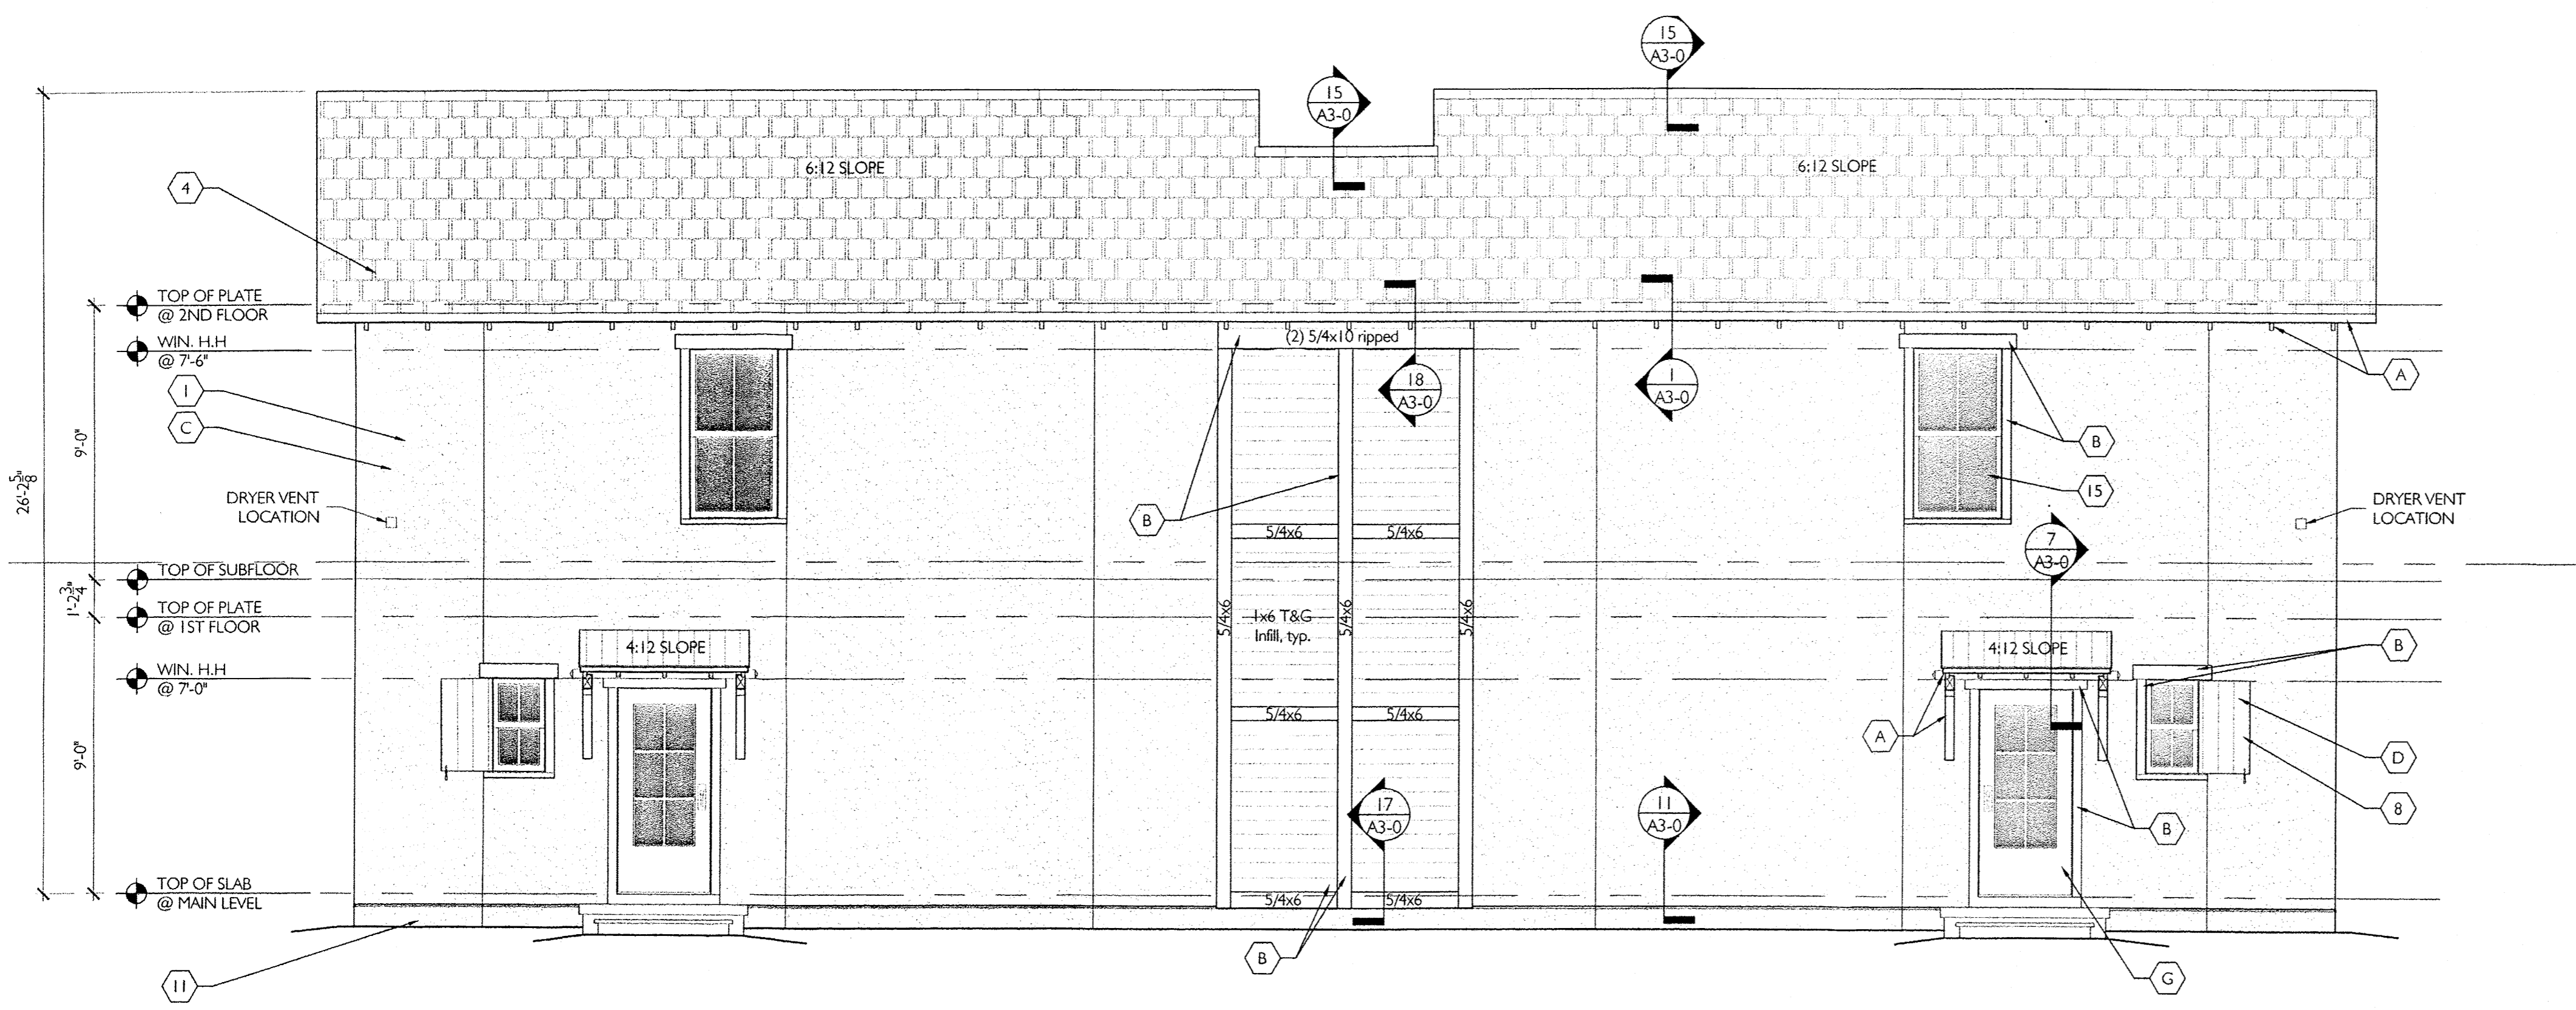 15
A3-0
15
A3-0
6:12 SLOPE
6:12 SLOPE
4
TOP OF PLATE
@ 2ND FLOOR
WIN. H.H
@ 7'-6"
(2) 5/4x10 ripped
1
C
18
A3-0
1
A3-0
A
9'-0"
26'-2 5/8"
B
15
DRYER VENT
LOCATION
B
5/4x6
5/4x6
DRYER VENT
LOCATION
7
A3-0
TOP OF SUBFLOOR
1'-2 3/4"
TOP OF PLATE
@ 1ST FLOOR
5/4x6
1x6 T&G
Infill, typ.
5/4x6
5/4x6
4:12 SLOPE
4:12 SLOPE
B
WIN. H.H
@ 7'-0"
5/4x6
5/4x6
A
D
9'-0"
17
A3-0
11
A3-0
8
B
TOP OF SLAB
@ MAIN LEVEL
5/4x6
5/4x6
B
11
G